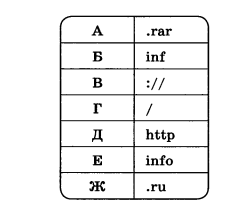 А .rar
Б inf
В ://
Г /
Д http
Е info
Ж .ru